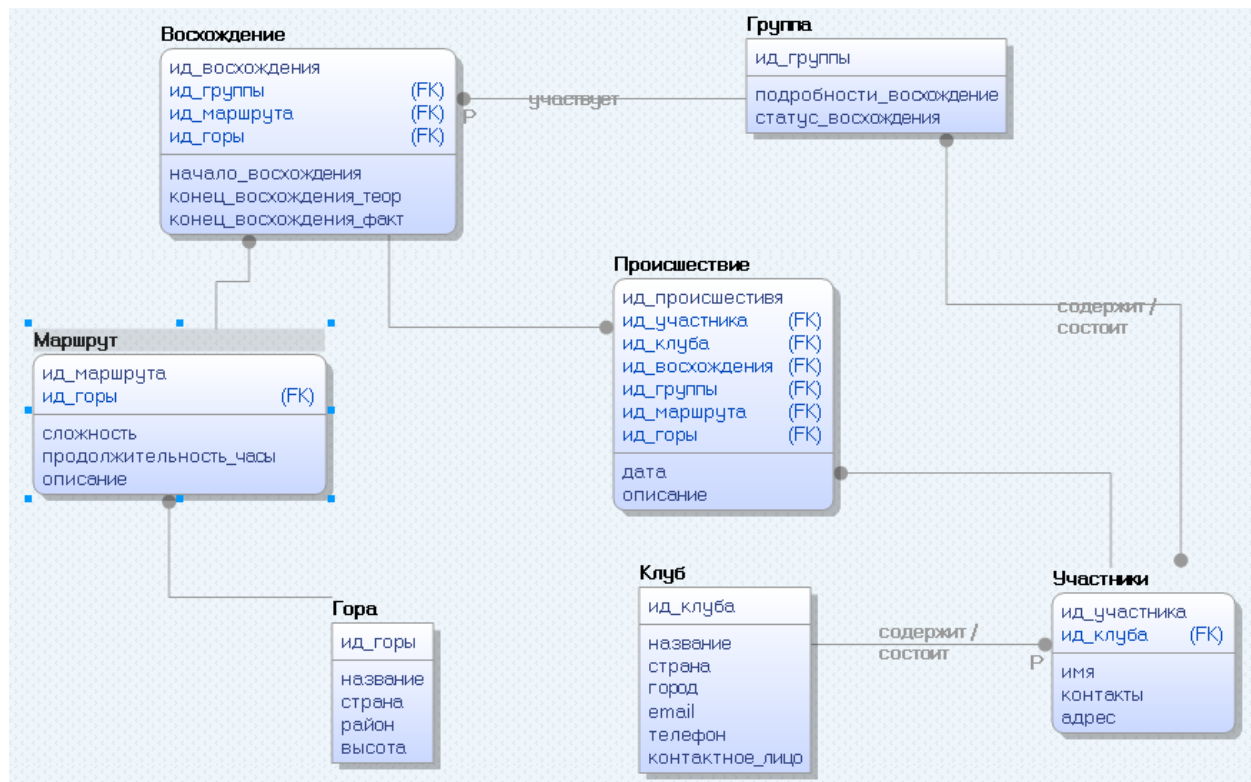 Восхождение
ид_восхождения
ид_группы (FK)
ид_маршрута (FK)
ид_горы (FK)
начало_восхождения
конец_восхождения_теор
конец_восхождения_факт
участвует
P
Группа
ид_группы
подробности_восхождение
статус_восхождения
Происшествие
ид_происшестивя
ид_участника (FK)
ид_клуба (FK)
ид_восхождения (FK)
ид_группы (FK)
ид_маршрута (FK)
ид_горы (FK)
дата
описание
содержит /
состоит
Маршрут
ид_маршрута
ид_горы (FK)
сложность
продолжительность_часы
описание
Гора
ид_горы
название
страна
район
высота
Клуб
ид_клуба
название
страна
город
email
телефон
контактное_лицо
содержит /
состоит
P
Участники
ид_участника
ид_клуба (FK)
имя
контакты
адрес